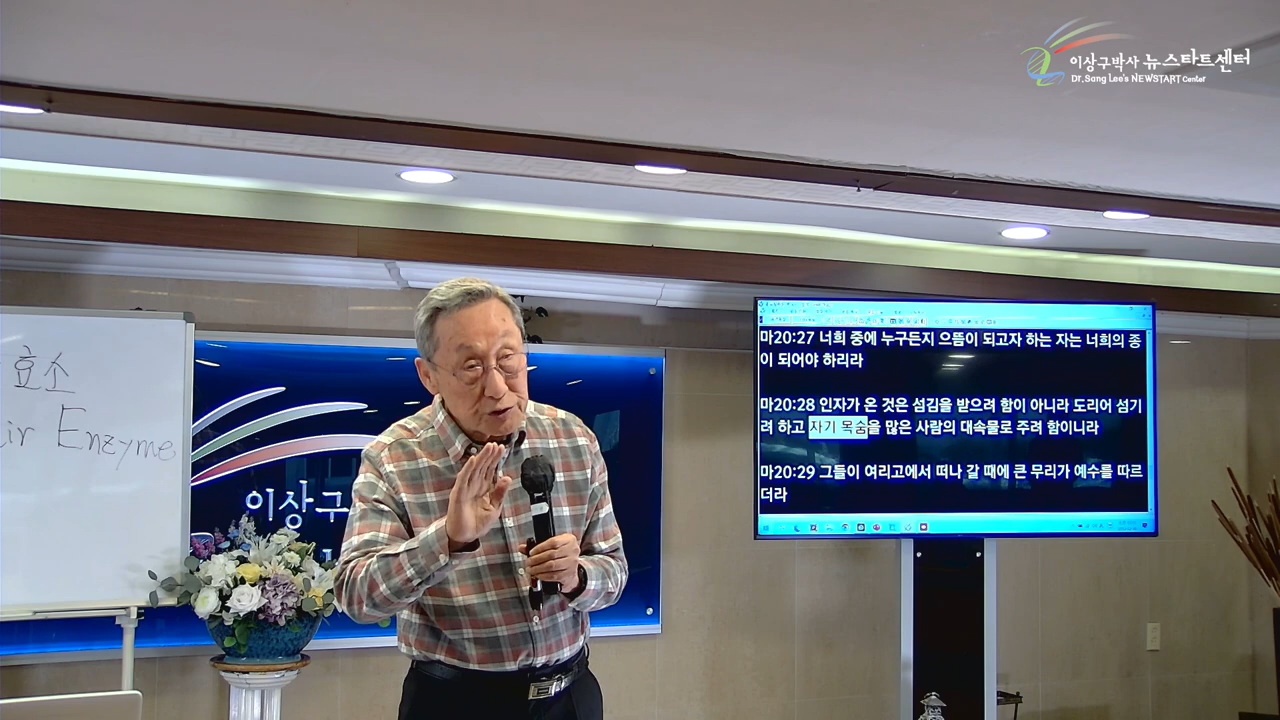 이상구박사 뉴스타트센터
Dr. Sang Lee's NEWSTART Center
효소
Enzyme
이상구
마20:27 너희 중에 누구든지 으뜸이 되고자 하는 자는 너희의 종
이 되어야 하리라
마20:28 인자가 온 것은 섬김을 받으려 함이 아니라 도리어 섬기
려 하고 자기 목숨을 많은 사람의 대속물로 주려 함이니라
마20:29 그들이 여리고에서 떠나 갈 때에 큰 무리가 예수를 따르
더라